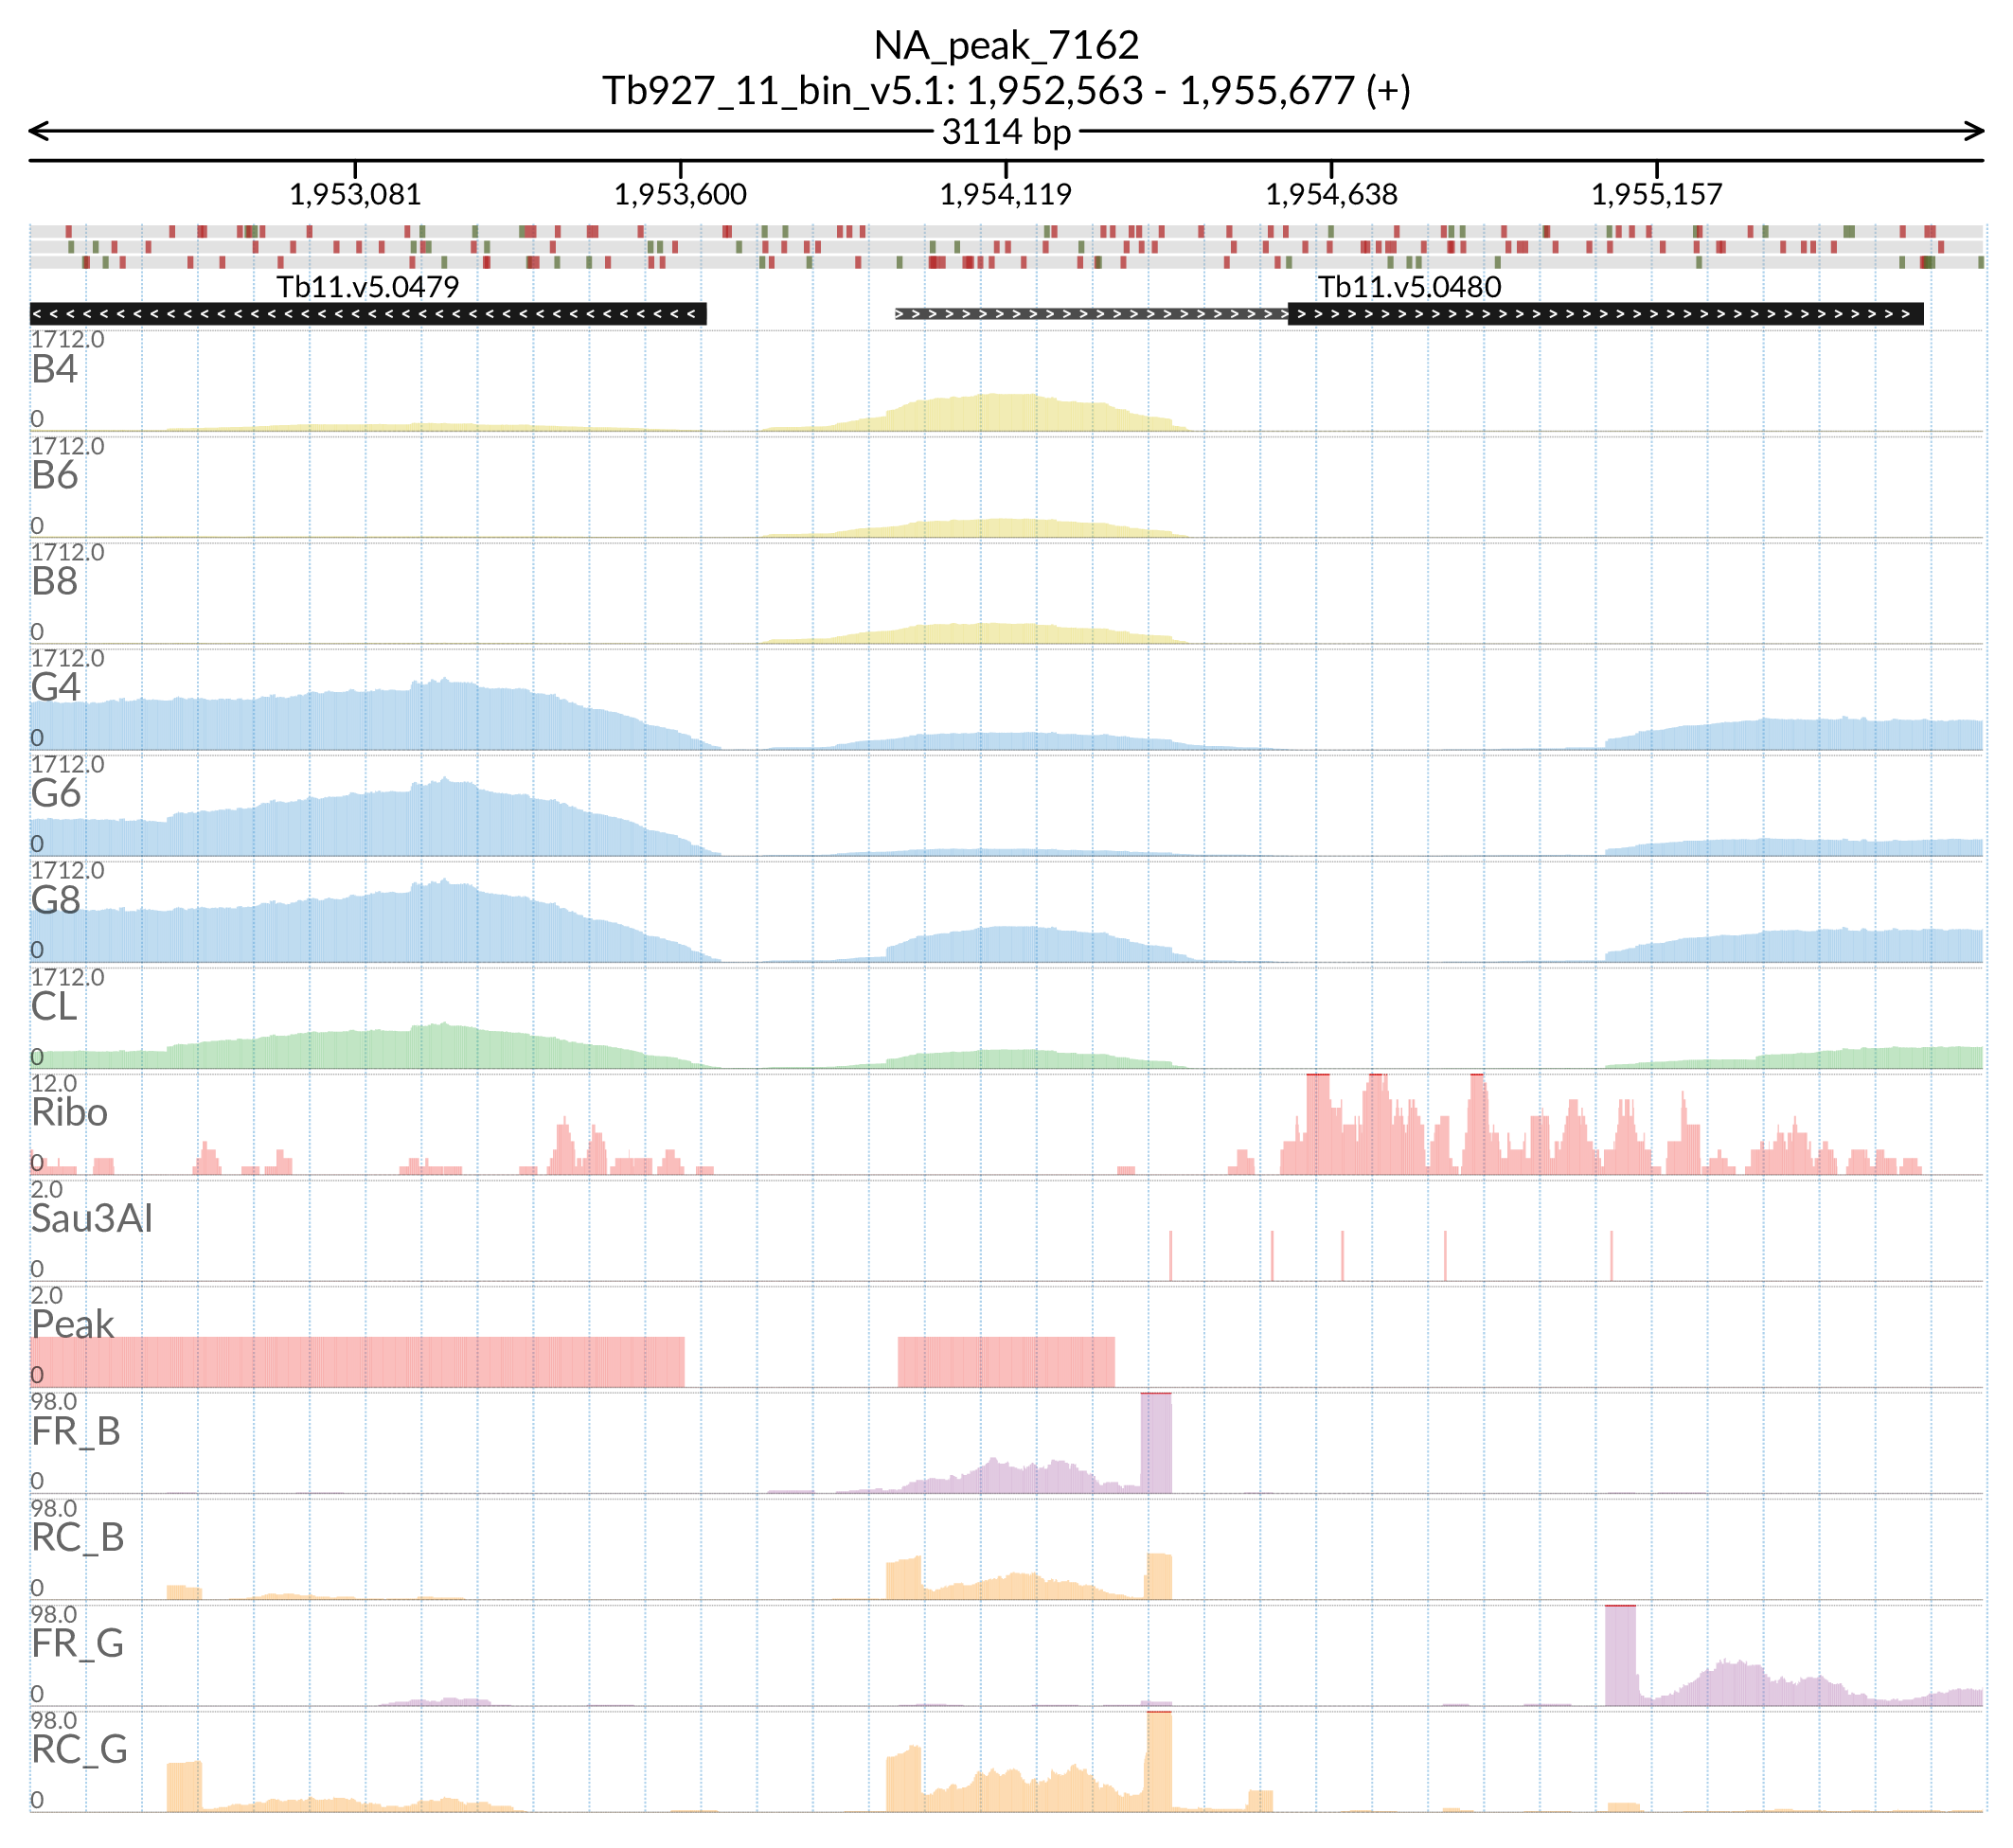 NA_peak_7162
Tb927_11_bin_v5.1: 1,952,563 - 1,955,677 (+)
3114 bp
1,953,081 1,953,600 1,954,119 1,954,638 1,955,157
Tb11.v5.0479 Tb11.v5.0480
1712.0
B4
0
1712.0
B6
0
1712.0
B8
0
1712.0
G4
0
1712.0
G6
0
1712.0
G8
0
1712.0
CL
0
12.0
Ribo
0
2.0
Sau3AI
0
2.0
Peak
0
98.0
FR_B
0
98.0
RC_B
0
98.0
FR_G
0
98.0
RC_G
0